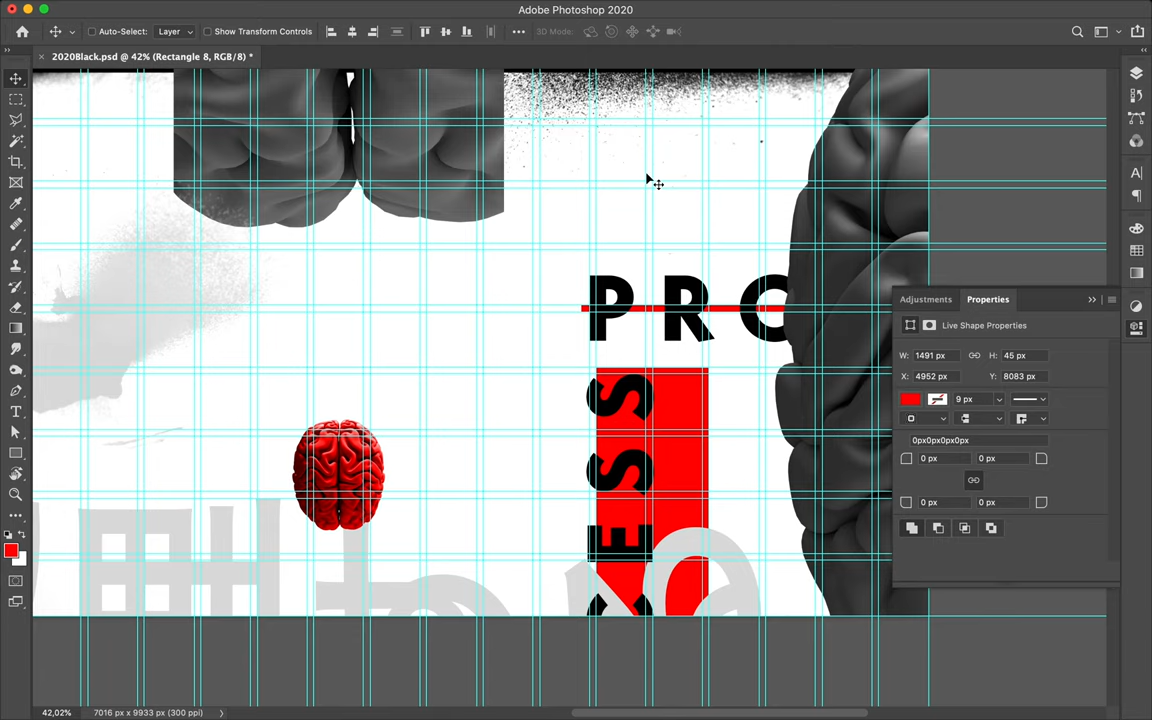 Adobe Photoshop 2020
Auto-Select: Layer Show Transform Controls 3D Mode:
2020Black.psd @ 42% (Rectangle 8, RGB/8) *
PRO
CESS
Adjustments Properties
Live Shape Properties
W: 1491 px H: 45 px
X: 4952 px Y: 8083 px
9 px
0px0px0px0px
0 px 0 px
0 px 0 px
42,02% 7016 px x 9933 px (300 ppi)